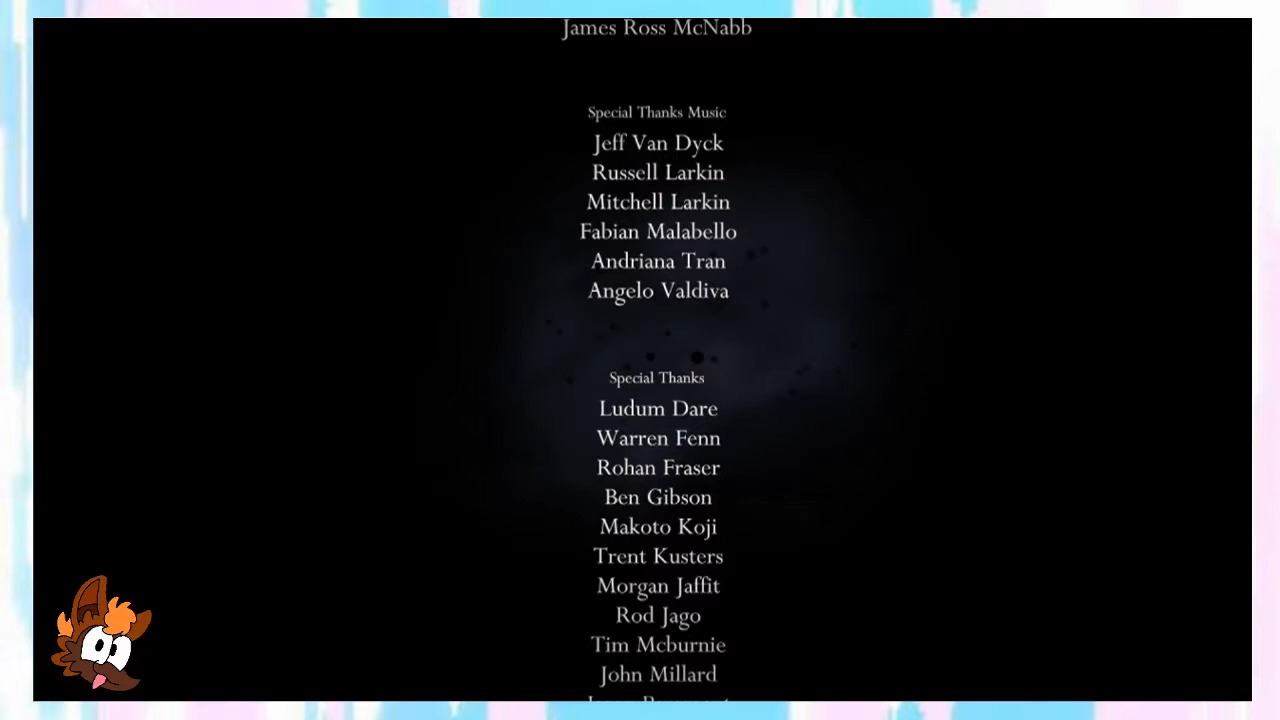 James Ross McNabb
Special Thanks Music
Jeff Van Dyck
Russell Larkin
Mitchell Larkin
Fabian Malabello
Andriana Tran
Angelo Valdiva
Special Thanks
Ludum Dare
Warren Fenn
Rohan Fraser
Ben Gibson
Makoto Koji
Trent Kusters
Morgan Jaffit
Rod Jago
Tim Mcburnie
John Millard